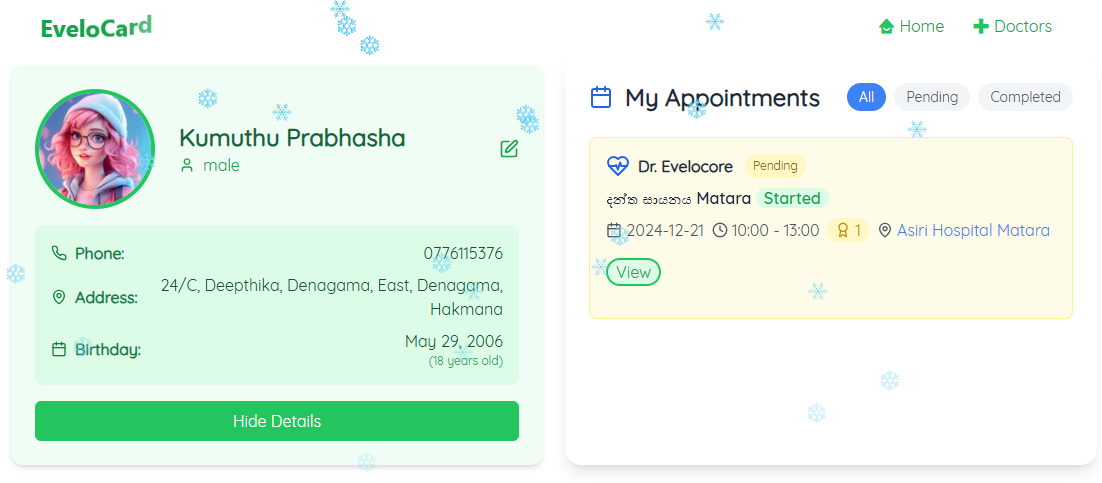 EveloCard
Home
Doctors
Kumuthu Prabhasha
male
Phone:
0776115376
Address:
24/C, Deepthika, Denagama, East, Denagama,
Hakmana
Birthday:
May 29, 2006
(18 years old)
Hide Details
My Appointments
All
Pending
Completed
Dr. Evelocore
Pending
දන්ත සායනය Matara Started
2024-12-21 10:00 - 13:00 1 Asiri Hospital Matara
View